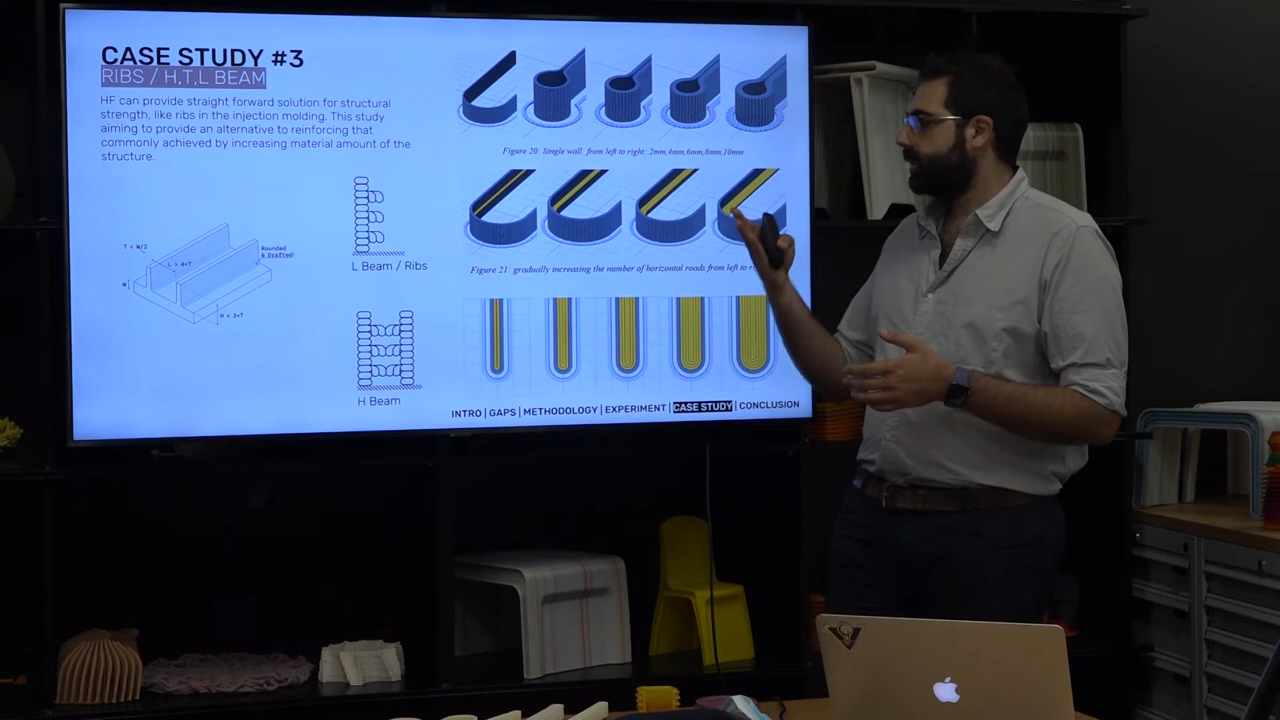 CASE STUDY #3
RIBS / H,T,L BEAM
HF can provide straight forward solution for structural
strength, like ribs in the injection molding. This study
aiming to provide an alternative to reinforcing that
commonly achieved by increasing material amount of the
structure.
T < W/2
L > 4*T
Rounded
& Drafted!
W
H < 3*T
L Beam / Ribs
H Beam
Figure 20: Single wall: from left to right: 2mm,4mm,6mm,8mm,10mm
Figure 21: gradually increasing the number of horizontal roads from left to
INTRO | GAPS | METHODOLOGY | EXPERIMENT | CASE STUDY | CONCLUSION